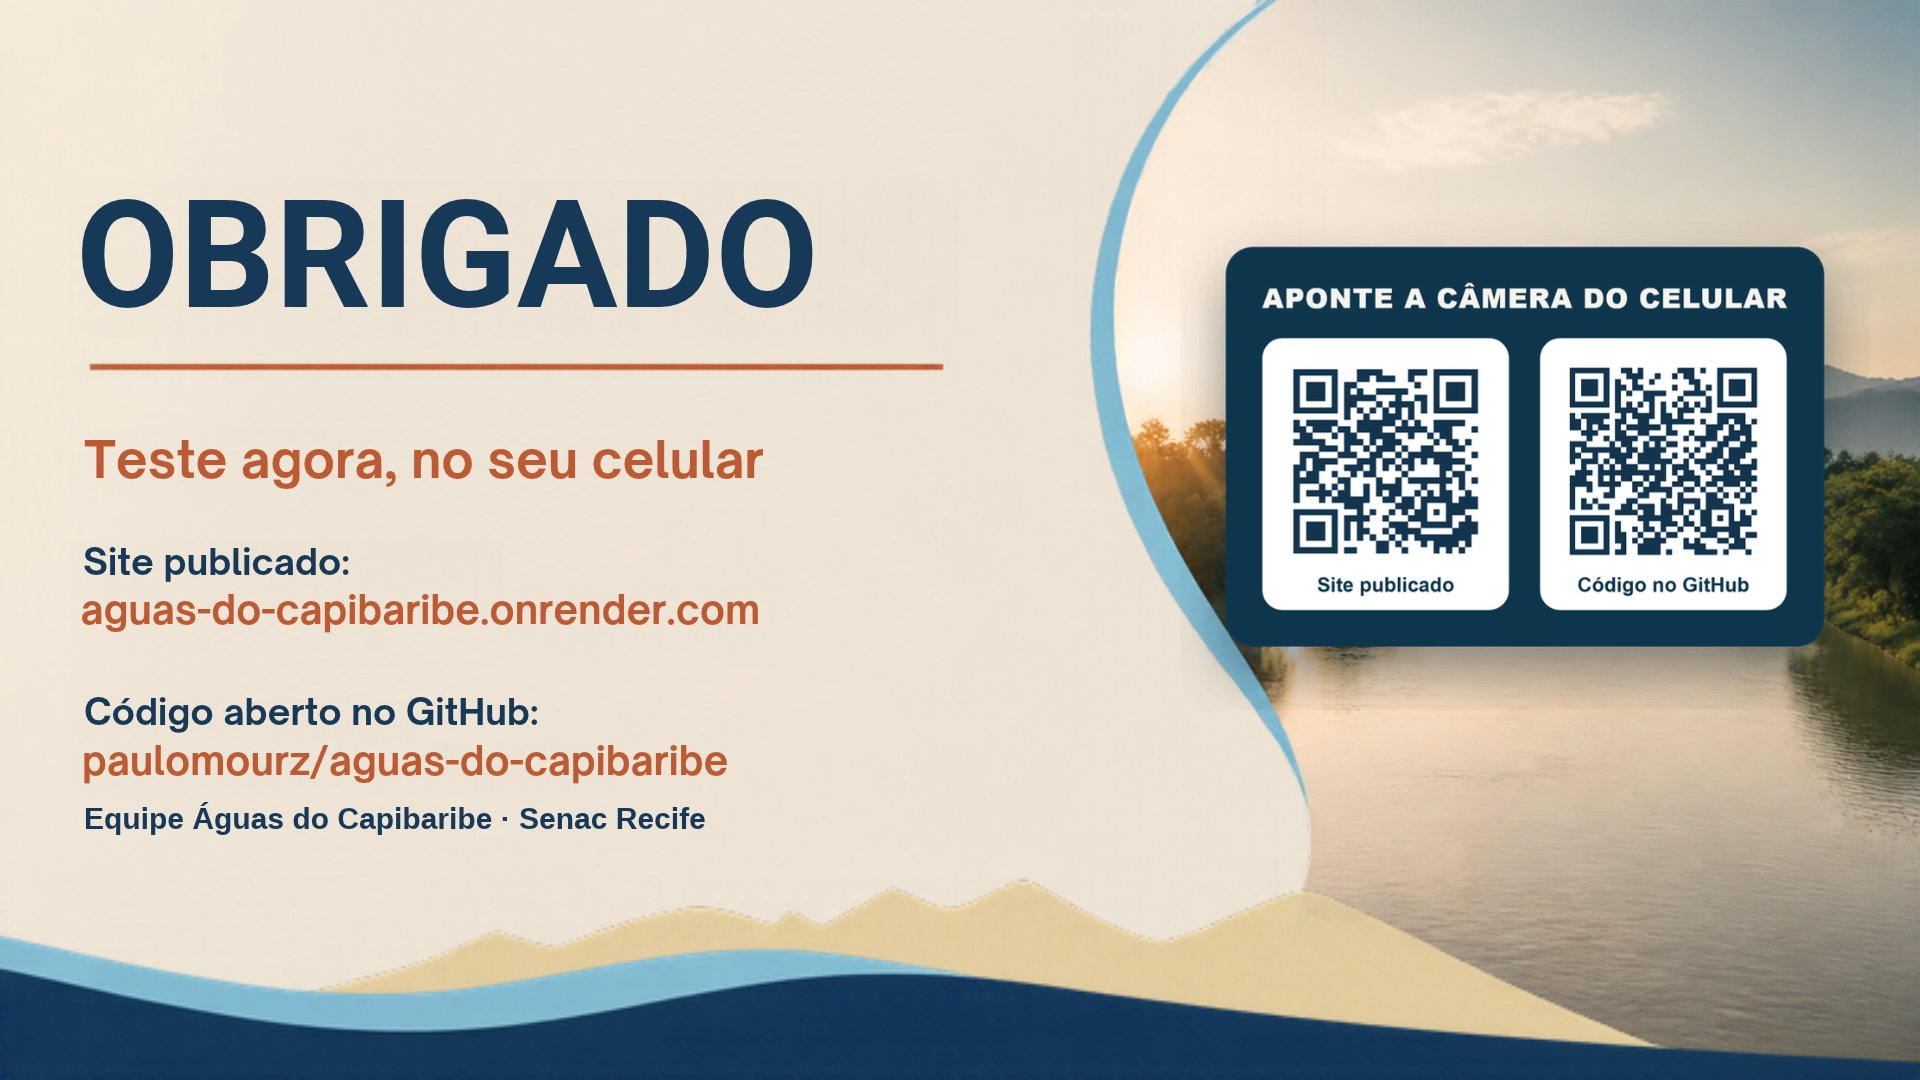 OBRIGADO
Teste agora, no seu celular
Site publicado:
aguas-do-capibaribe.onrender.com
Código aberto no GitHub:
paulomourz/aguas-do-capibaribe
Equipe Águas do Capibaribe · Senac Recife
APONTE A CÂMERA DO CELULAR
Site publicado
Código no GitHub